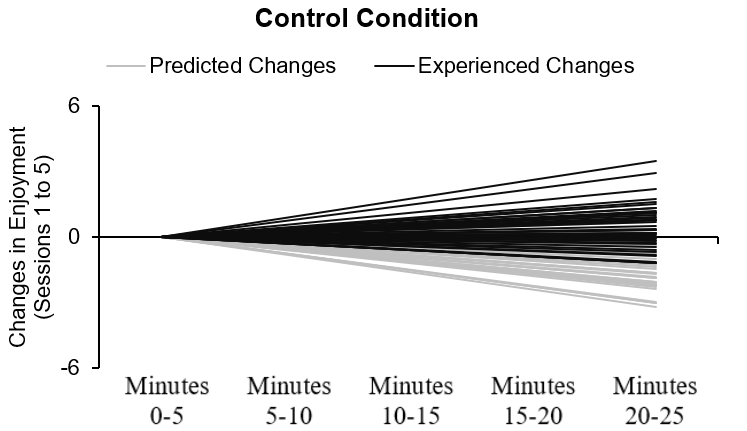 Control Condition
Predicted Changes
Experienced Changes
Changes in Enjoyment
(Sessions 1 to 5)
6
0
-6
Minutes 0-5
Minutes 5-10
Minutes 10-15
Minutes 15-20
Minutes 20-25